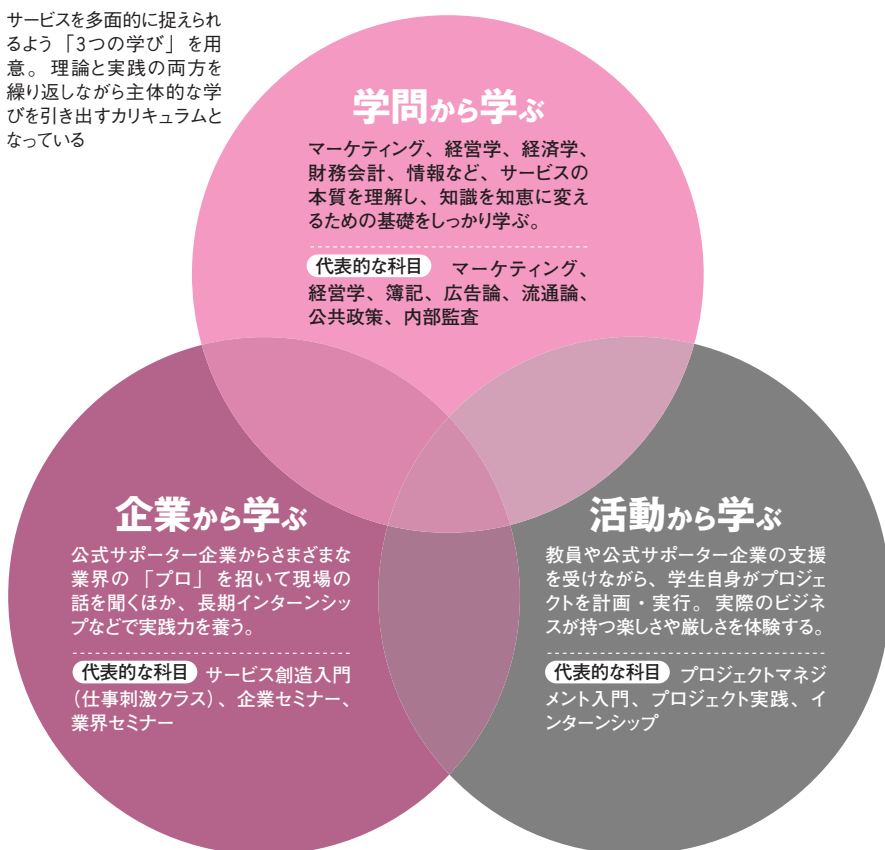 サービスを多面的に捉えられ
るよう「3つの学び」を用
意。理論と実践の両方を
繰り返しながら主体的な学
びを引き出すカリキュラムと
なっている
学問から学ぶ
マーケティング、経営学、経済学、
財務会計、情報など、サービスの
本質を理解し、知識を知恵に変え
るための基礎をしっかり学ぶ。
代表的な科目 マーケティング、
経営学、簿記、広告論、流通論、
公共政策、内部監査
企業から学ぶ
公式サポーター企業からさまざまな
業界の「プロ」を招いて現場の
話を聞くほか、長期インターンシッ
プなどで実践力を養う。
代表的な科目 サービス創造入門
(仕事刺激クラス)、企業セミナー、
業界セミナー
活動から学ぶ
教員や公式サポーター企業の支援
を受けながら、学生自身がプロジェ
クトを計画・実行。実際のビジネ
スが持つ楽しさや厳しさを体験する。
代表的な科目 プロジェクトマネジ
メント入門、プロジェクト実践、イ
ンターンシップ